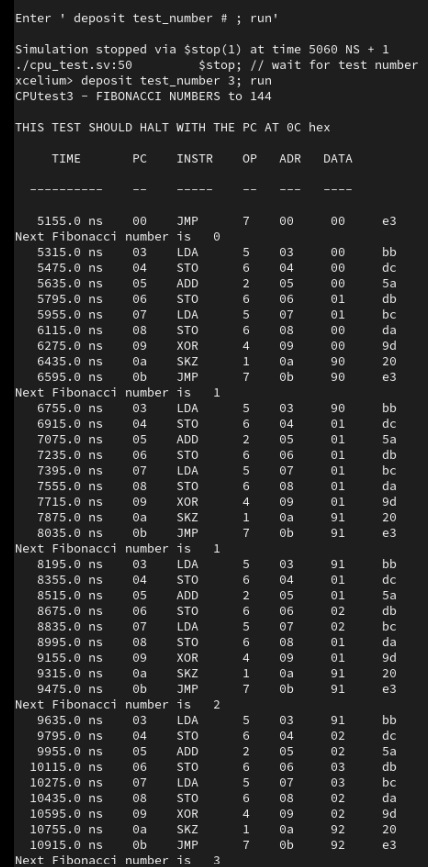 Enter ' deposit test_number # ; run'
Simulation stopped via $stop(1) at time 5060 NS + 1
./cpu_test.sv:50 $stop; // wait for test number
xcelium> deposit test_number 3; run
CPUtest3 - FIBONACCI NUMBERS to 144
THIS TEST SHOULD HALT WITH THE PC AT 0C hex
TIME PC INSTR OP ADR DATA
---------- -- ----- -- --- ----
5155.0 ns 00 JMP 7 00 00 e3
Next Fibonacci number is 0
5315.0 ns 03 LDA 5 03 00 bb
5475.0 ns 04 STO 6 04 00 dc
5635.0 ns 05 ADD 2 05 00 5a
5795.0 ns 06 STO 6 06 01 db
5955.0 ns 07 LDA 5 07 01 bc
6115.0 ns 08 STO 6 08 00 da
6275.0 ns 09 XOR 4 09 00 9d
6435.0 ns 0a SKZ 1 0a 90 20
6595.0 ns 0b JMP 7 0b 90 e3
Next Fibonacci number is 1
6755.0 ns 03 LDA 5 03 90 bb
6915.0 ns 04 STO 6 04 01 dc
7075.0 ns 05 ADD 2 05 01 5a
7235.0 ns 06 STO 6 06 01 db
7395.0 ns 07 LDA 5 07 01 bc
7555.0 ns 08 STO 6 08 01 da
7715.0 ns 09 XOR 4 09 01 9d
7875.0 ns 0a SKZ 1 0a 91 20
8035.0 ns 0b JMP 7 0b 91 e3
Next Fibonacci number is 1
8195.0 ns 03 LDA 5 03 91 bb
8355.0 ns 04 STO 6 04 01 dc
8515.0 ns 05 ADD 2 05 01 5a
8675.0 ns 06 STO 6 06 02 db
8835.0 ns 07 LDA 5 07 02 bc
8995.0 ns 08 STO 6 08 01 da
9155.0 ns 09 XOR 4 09 01 9d
9315.0 ns 0a SKZ 1 0a 91 20
9475.0 ns 0b JMP 7 0b 91 e3
Next Fibonacci number is 2
9635.0 ns 03 LDA 5 03 91 bb
9795.0 ns 04 STO 6 04 02 dc
9955.0 ns 05 ADD 2 05 02 5a
10115.0 ns 06 STO 6 06 03 db
10275.0 ns 07 LDA 5 07 03 bc
10435.0 ns 08 STO 6 08 02 da
10595.0 ns 09 XOR 4 09 02 9d
10755.0 ns 0a SKZ 1 0a 92 20
10915.0 ns 0b JMP 7 0b 92 e3
Next Fibonacci number is 3